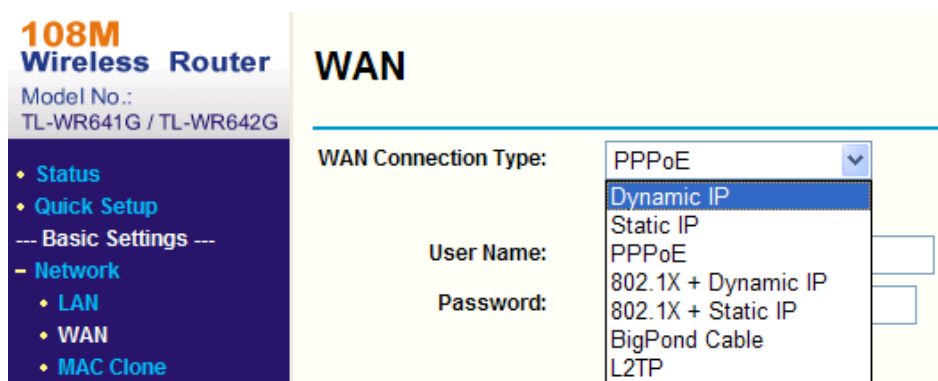 108M
Wireless Router
Model No.:
TL-WR641G / TL-WR642G
• Status
• Quick Setup
--- Basic Settings ---
– Network
• LAN
• WAN
• MAC Clone
WAN
WAN Connection Type:
PPPoE
Dynamic IP
Static IP
PPPoE
802.1X + Dynamic IP
802.1X + Static IP
BigPond Cable
L2TP
User Name:
Password: